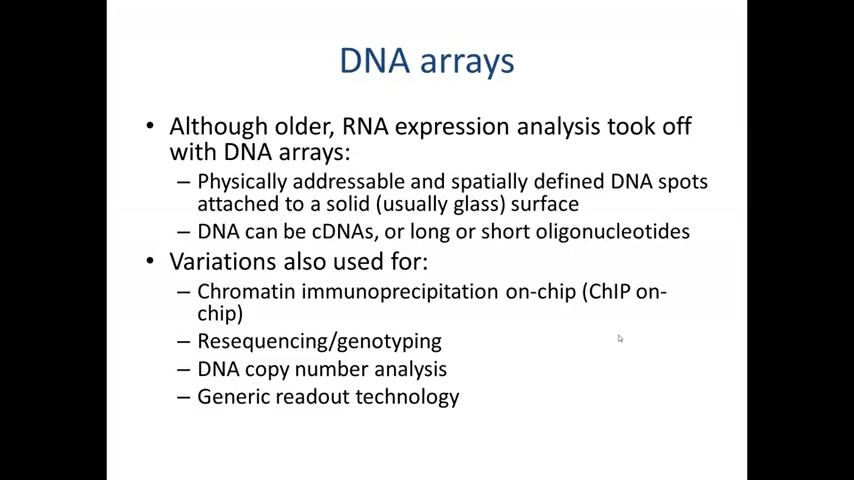 DNA arrays
• Although older, RNA expression analysis took off
with DNA arrays:
– Physically addressable and spatially defined DNA spots
attached to a solid (usually glass) surface
– DNA can be cDNAs, or long or short oligonucleotides
• Variations also used for:
– Chromatin immunoprecipitation on-chip (ChIP on-
chip)
– Resequencing/genotyping
– DNA copy number analysis
– Generic readout technology